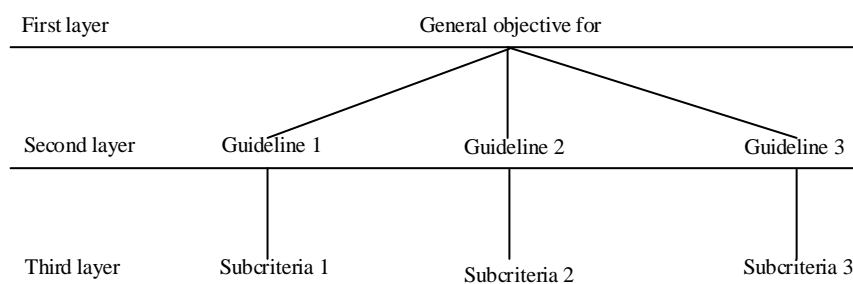 First layer General objective for
Second layer Guideline 1 Guideline 2 Guideline 3
Third layer Subcriteria 1 Subcriteria 2 Subcriteria 3